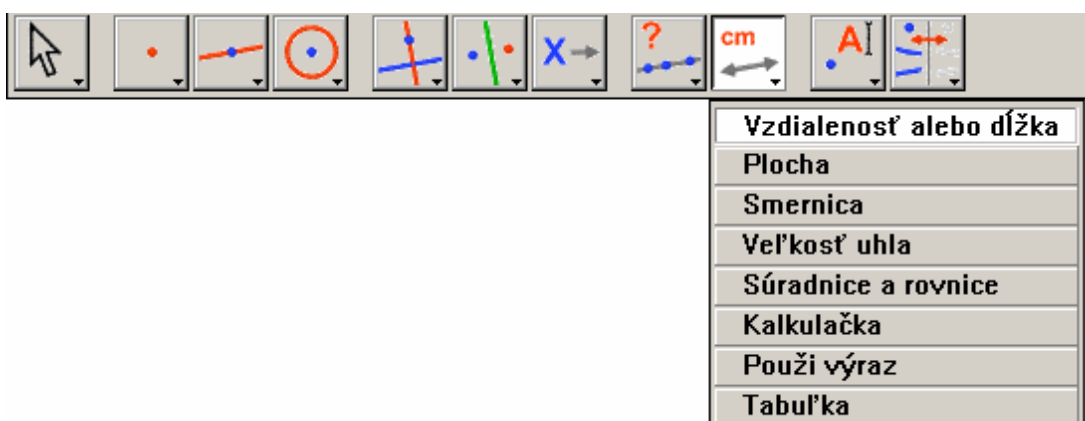 X
?
cm
A
Vzdialenosť alebo dĺžka
Plocha
Smernica
Veľkosť uhla
Súradnice a rovnice
Kalkulačka
Použi výraz
Tabuľka